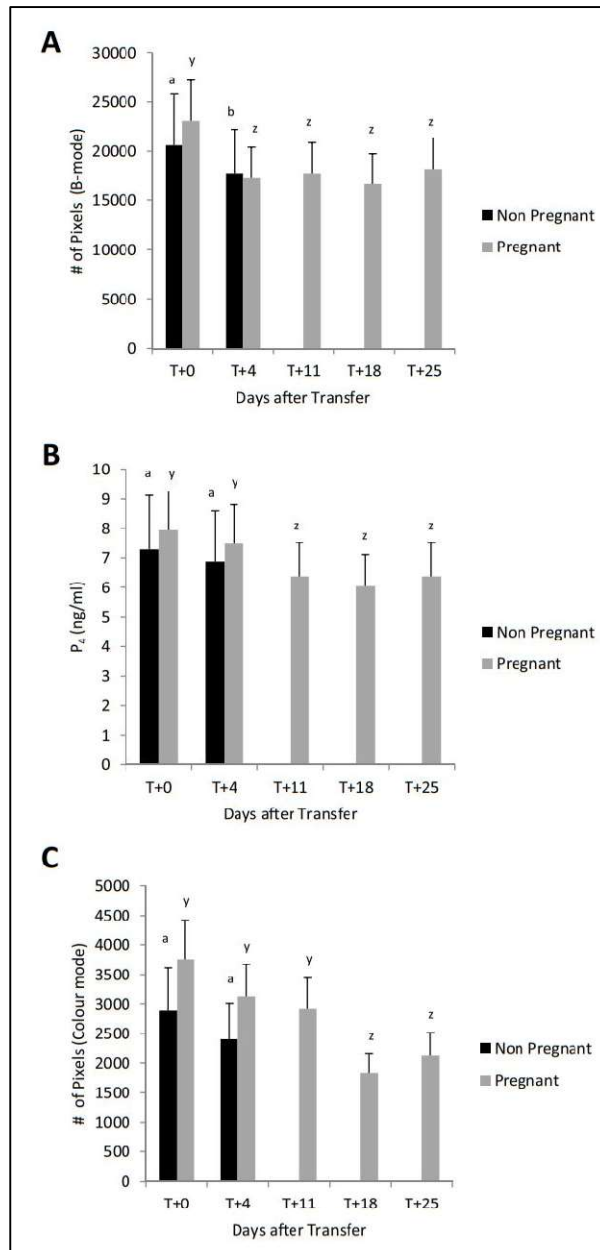 A
30000
25000
20000
15000
10000
5000
0
# of Pixels (B-mode)
a y
b z
z
z
z
T+0 T+4 T+11 T+18 T+25
Days after Transfer
Non Pregnant
Pregnant
B
10
9
8
7
6
5
4
3
2
1
0
P₄ (ng/ml)
a y
a y
z
z
z
T+0 T+4 T+11 T+18 T+25
Days after Transfer
Non Pregnant
Pregnant
C
5000
4500
4000
3500
3000
2500
2000
1500
1000
500
0
# of Pixels (Colour mode)
a y
a y
y
z
z
T+0 T+4 T+11 T+18 T+25
Days after Transfer
Non Pregnant
Pregnant